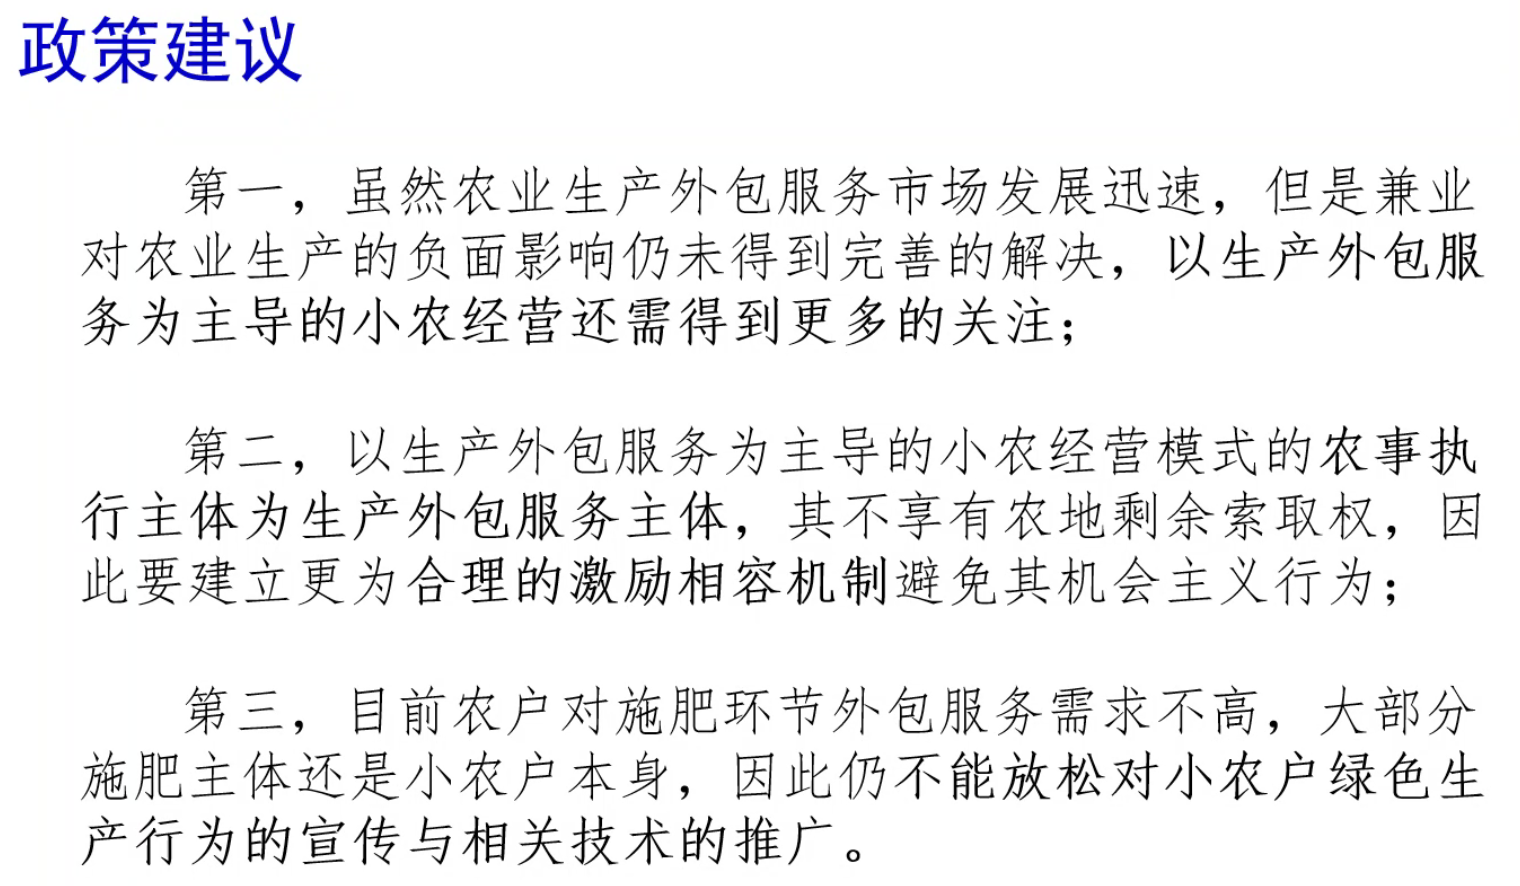 政策建议
第一，虽然农业生产外包服务市场发展迅速，但是兼业
对农业生产的负面影响仍未得到完善的解决，以生产外包服
务为主导的小农经营还需得到更多的关注；
第二，以生产外包服务为主导的小农经营模式的农事执
行主体为生产外包服务主体，其不享有农地剩余索取权，因
此要建立更为合理的激励相容机制避免其机会主义行为；
第三，目前农户对施肥环节外包服务需求不高，大部分
施肥主体还是小农户本身，因此仍不能放松对小农户绿色生
产行为的宣传与相关技术的推广。